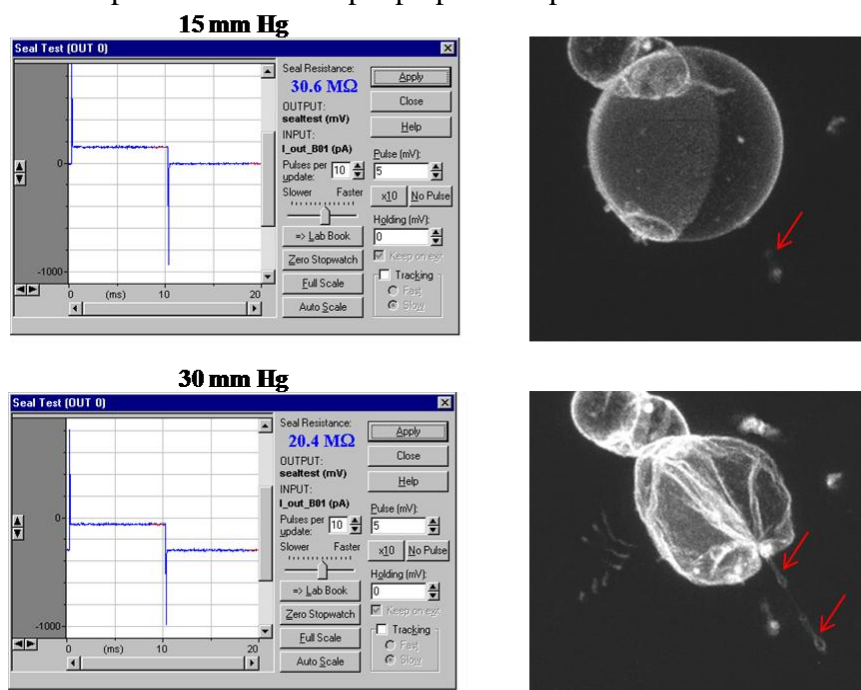 15 mm Hg
Seal Test (OUT 0)
Seal Resistance:
30.6 MΩ
OUTPUT:
sealtest (mV)
INPUT:
I_out_B01 (pA)
Pulses per update: 10
Slower Faster
=> Lab Book
Zero Stopwatch
Full Scale
Auto Scale
Apply
Close
Help
Pulse (mV):
5
x10 No Pulse
Holding (mV):
0
Keep on exit
Tracking
Fast
Slow
0
-1000
0 (ms) 10 20
30 mm Hg
Seal Test (OUT 0)
Seal Resistance:
20.4 MΩ
OUTPUT:
sealtest (mV)
INPUT:
I_out_B01 (pA)
Pulses per update: 10
Slower Faster
=> Lab Book
Zero Stopwatch
Full Scale
Auto Scale
Apply
Close
Help
Pulse (mV):
5
x10 No Pulse
Holding (mV):
0
Keep on exit
Tracking
Fast
Slow
0
-1000
0 (ms) 10 20